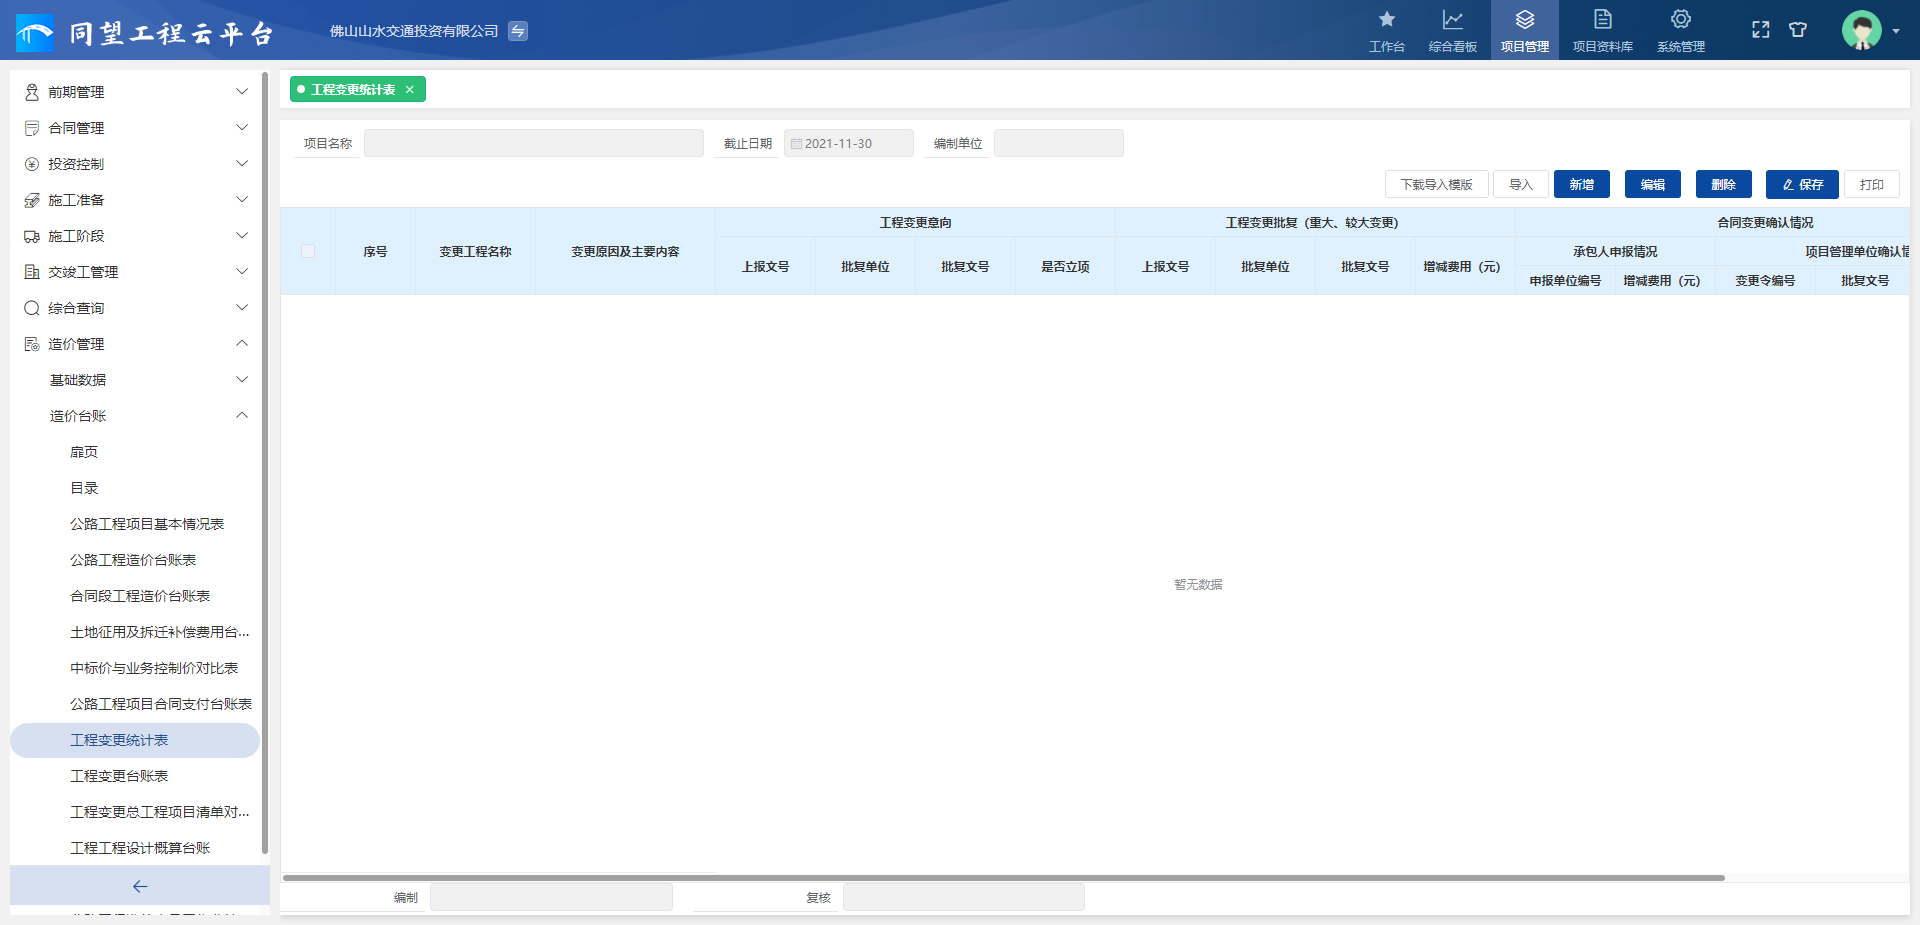 同望工程云平台
佛山山水交通投资有限公司
工作台
综合看板
项目管理
项目资料库
系统管理
前期管理
合同管理
投资控制
施工准备
施工阶段
交竣工管理
综合查询
造价管理
基础数据
造价台账
扉页
目录
公路工程项目基本情况表
公路工程造价台账表
合同段工程造价台账表
土地征用及拆迁补偿费用台...
中标价与业务控制价对比表
公路工程项目合同支付台账表
工程变更统计表
工程变更台账表
工程变更总工程项目清单对...
工程工程设计概算台账
工程变更统计表
项目名称
截止日期 2021-11-30
编制单位
下载导入模版 导入 新增 编辑 删除 保存 打印
工程变更意向 工程变更批复（重大、较大变更） 合同变更确认情况
序号 变更工程名称 变更原因及主要内容
上报文号 批复单位 批复文号 是否立项 上报文号 批复单位 批复文号 增减费用（元）
承包人申报情况 项目管理单位确认
申报单位编号 增减费用（元） 变更令编号 批复文号
暂无数据
编制
复核